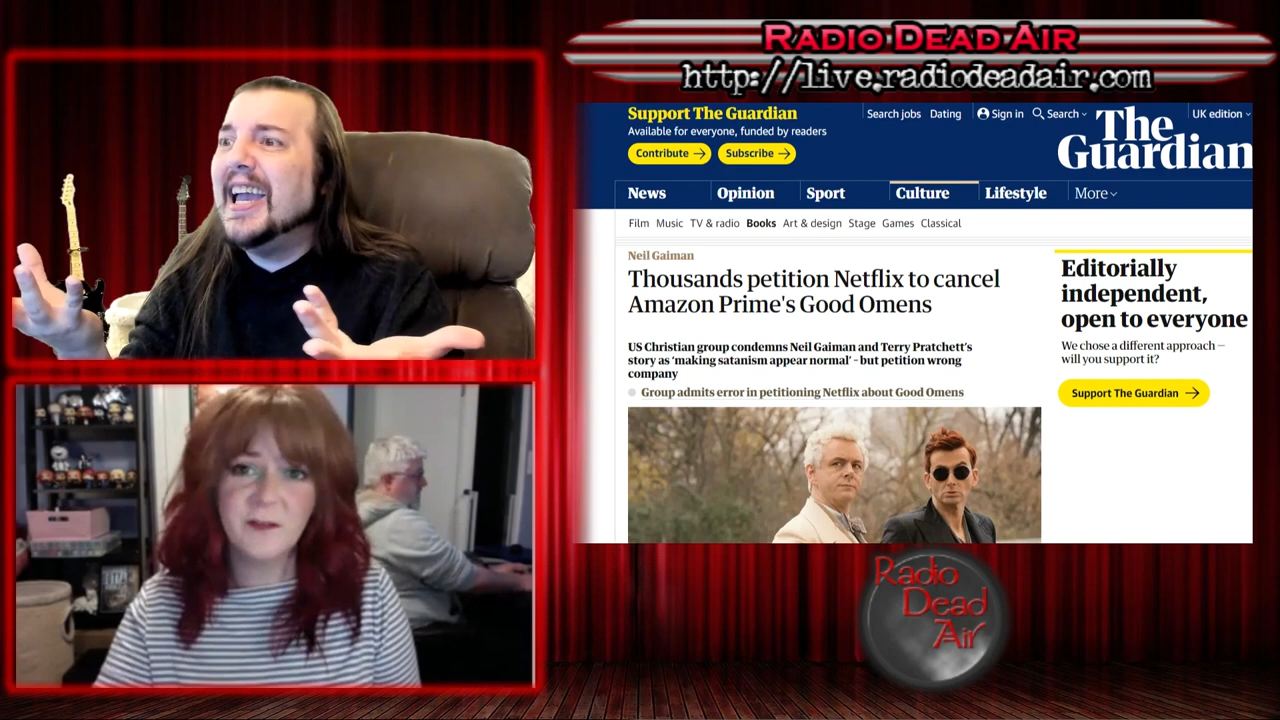 RADIO DEAD AIR
http://live.radiodeadair.com
Support The Guardian
Available for everyone, funded by readers
Contribute
Subscribe
Search jobs
Dating
Sign in
Search
UK edition
The
Guardian
News
Opinion
Sport
Culture
Lifestyle
More
Film
Music
TV & radio
Books
Art & design
Stage
Games
Classical
Neil Gaiman
Thousands petition Netflix to cancel
Amazon Prime's Good Omens
US Christian group condemns Neil Gaiman and Terry Pratchett's
story as 'making satanism appear normal' – but petition wrong
company
Group admits error in petitioning Netflix about Good Omens
Editorially
independent,
open to everyone
We chose a different approach —
will you support it?
Support The Guardian
Radio
Dead
Air